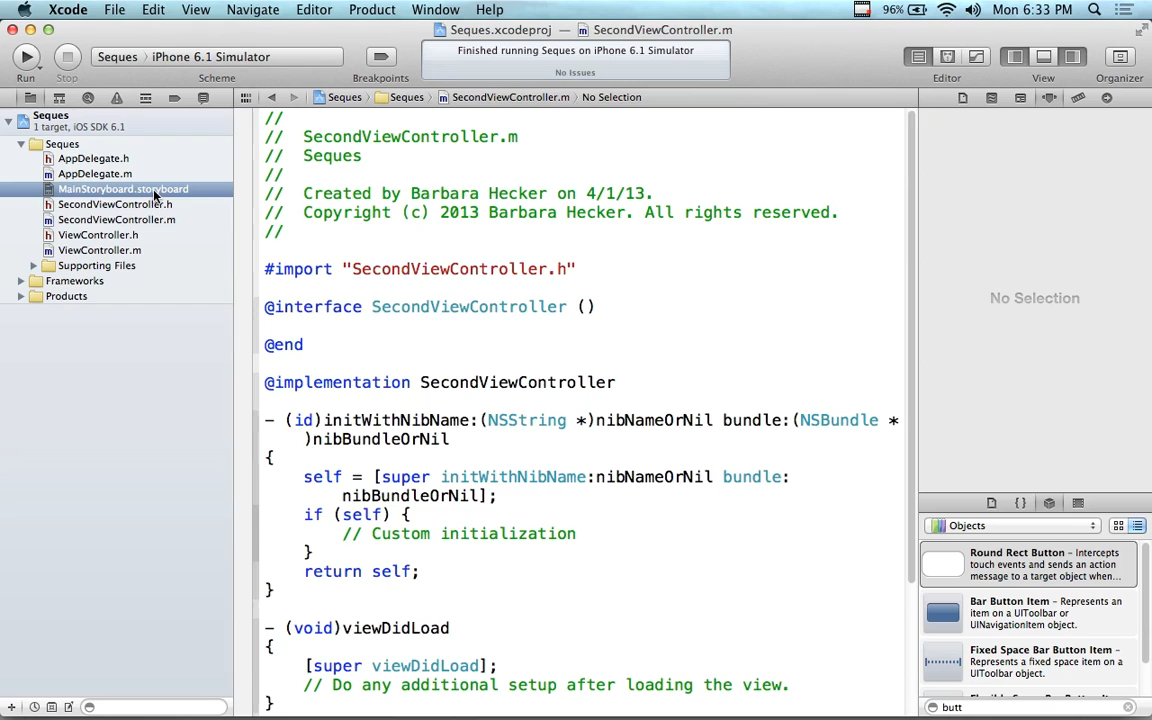 Xcode File Edit View Navigate Editor Product Window Help 96% Mon 6:33 PM
Seques.xcodeproj — SecondViewController.m
Seques iPhone 6.1 Simulator
Finished running Seques on iPhone 6.1 Simulator
No Issues
Run Stop Scheme Breakpoints Editor View Organizer
Seques Seques SecondViewController.m No Selection
Seques
1 target, iOS SDK 6.1
Seques
AppDelegate.h
AppDelegate.m
MainStoryboard.storyboard
SecondViewController.h
SecondViewController.m
ViewController.h
ViewController.m
Supporting Files
Frameworks
Products
//
// SecondViewController.m
// Seques
//
// Created by Barbara Hecker on 4/1/13.
// Copyright (c) 2013 Barbara Hecker. All rights reserved.
//
#import "SecondViewController.h"
@interface SecondViewController ()
@end
@implementation SecondViewController
- (id)initWithNibName:(NSString *)nibNameOrNil bundle:(NSBundle *
)nibBundleOrNil
{
self = [super initWithNibName:nibNameOrNil bundle:
nibBundleOrNil];
if (self) {
// Custom initialization
}
return self;
}
- (void)viewDidLoad
{
[super viewDidLoad];
// Do any additional setup after loading the view.
}
No Selection
Objects
Round Rect Button – Intercepts
touch events and sends an action
message to a target object when...
Bar Button Item – Represents an
item on a UIToolbar or
UINavigationItem object.
Fixed Space Bar Button Item –
Represents a fixed space item on a
UIToolbar object.
butt